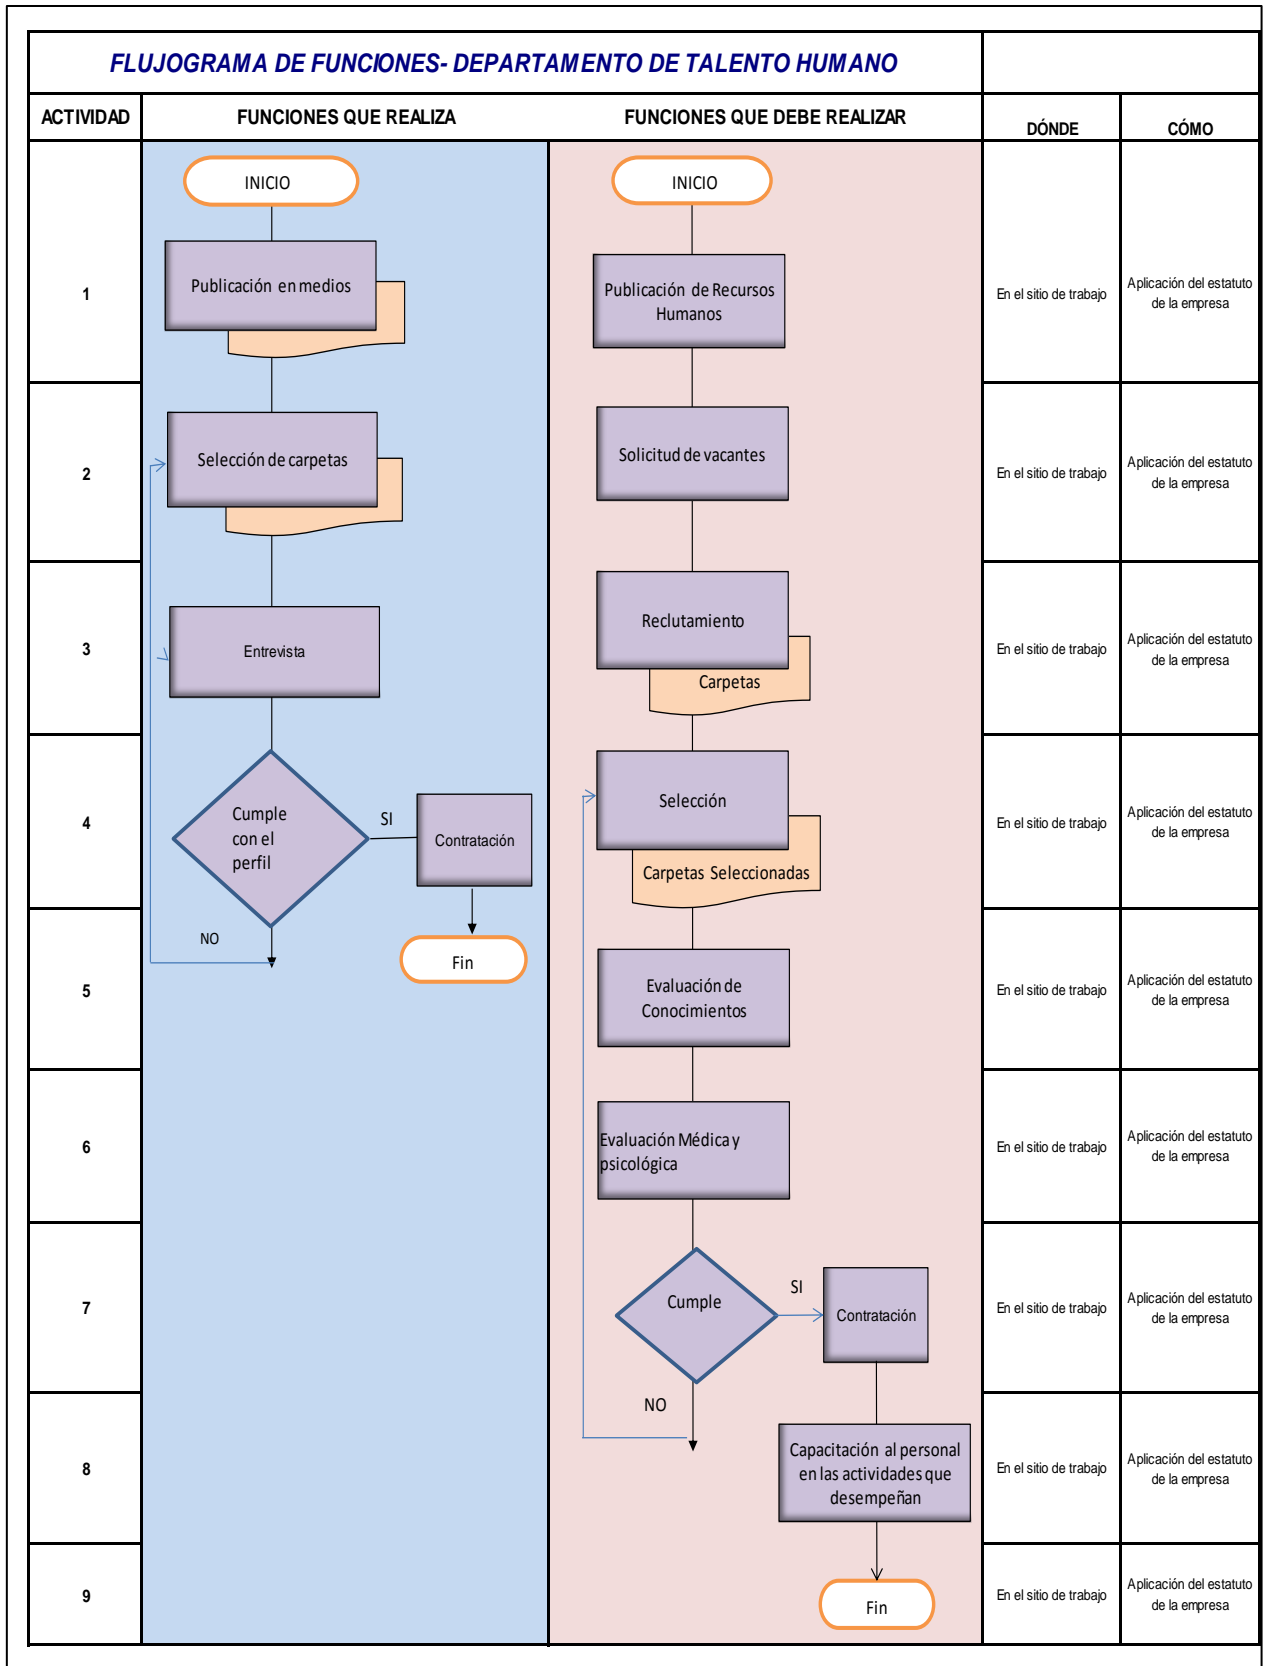 FLUJOGRAMA DE FUNCIONES- DEPARTAMENTO DE TALENTO HUMANO
ACTIVIDAD
FUNCIONES QUE REALIZA
FUNCIONES QUE DEBE REALIZAR
DÓNDE
CÓMO
INICIO
INICIO
1
Publicación en medios
Publicación de Recursos
Humanos
En el sitio de trabajo
Aplicación del estatuto
de la empresa
2
Selección de carpetas
Solicitud de vacantes
En el sitio de trabajo
Aplicación del estatuto
de la empresa
3
Entrevista
Reclutamiento
Carpetas
En el sitio de trabajo
Aplicación del estatuto
de la empresa
4
Cumple
con el
perfil
SI
Contratación
Selección
Carpetas Seleccionadas
En el sitio de trabajo
Aplicación del estatuto
de la empresa
5
NO
Fin
Evaluación de
Conocimientos
En el sitio de trabajo
Aplicación del estatuto
de la empresa
6
Evaluación Médica y
psicológica
En el sitio de trabajo
Aplicación del estatuto
de la empresa
7
Cumple
SI
Contratación
En el sitio de trabajo
Aplicación del estatuto
de la empresa
8
NO
Capacitación al personal
en las actividades que
desempeñan
En el sitio de trabajo
Aplicación del estatuto
de la empresa
9
Fin
En el sitio de trabajo
Aplicación del estatuto
de la empresa